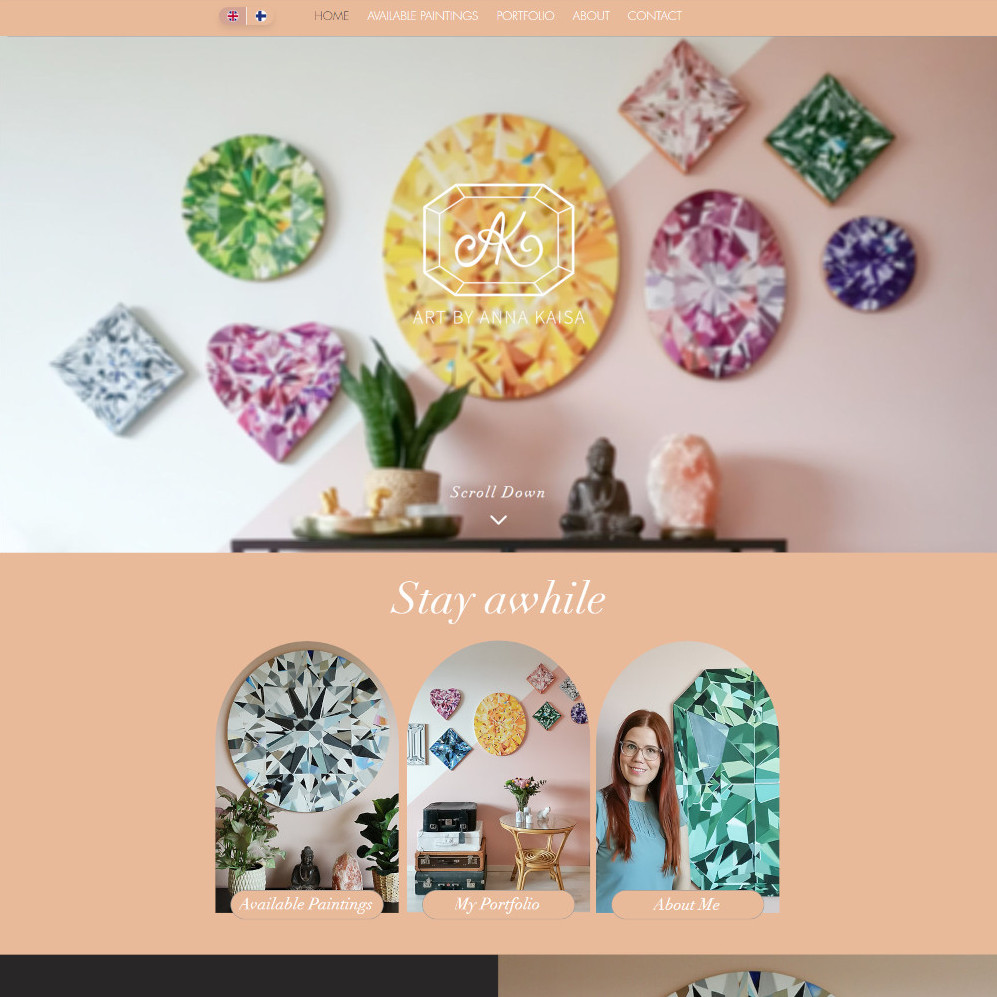 HOME AVAILABLE PAINTINGS PORTFOLIO ABOUT CONTACT
AK
ART BY ANNA KAISA
Scroll Down
Stay awhile
Available Paintings
My Portfolio
About Me